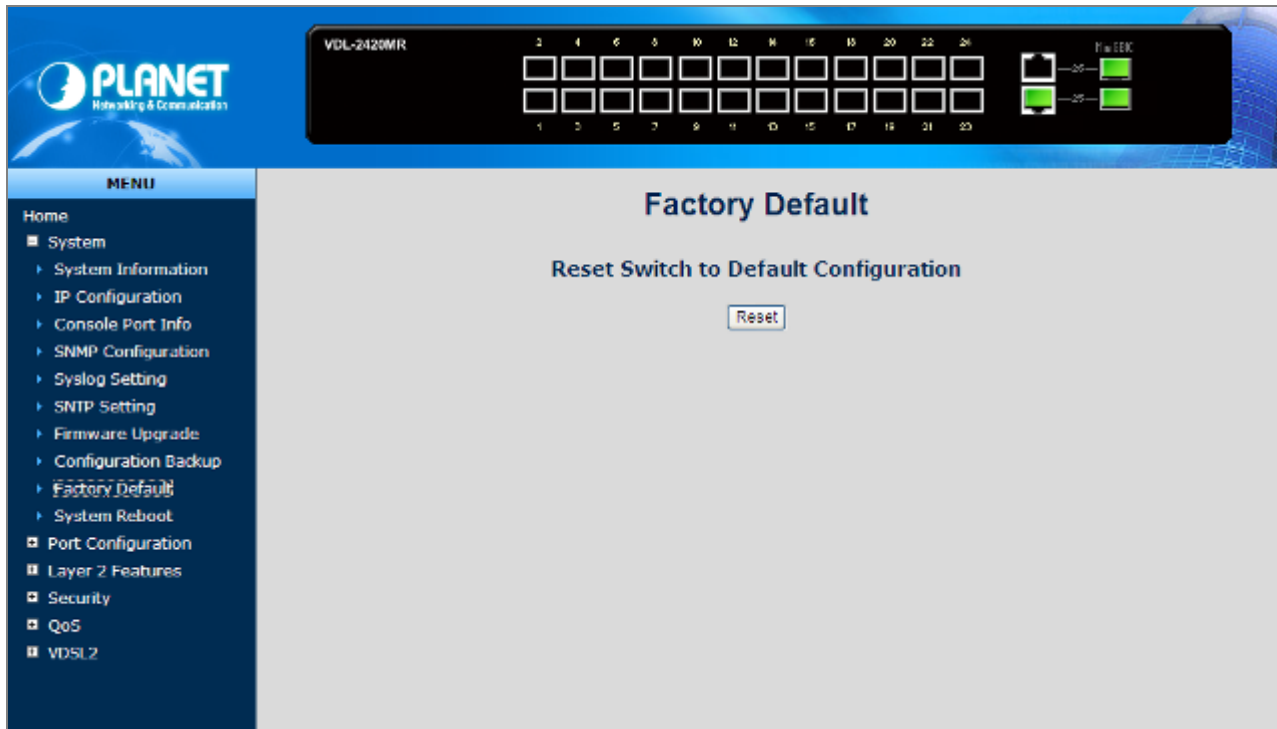 PLANET
Networking & Communication
VDL-2420MR
2 4 6 8 10 12 14 16 18 20 22 24
1 3 5 7 9 11 13 15 17 19 21 23
MENU
Home
System
System Information
IP Configuration
Console Port Info
SNMP Configuration
Syslog Setting
SNTP Setting
Firmware Upgrade
Configuration Backup
Factory Default
System Reboot
Port Configuration
Layer 2 Features
Security
QoS
VDSL2
Factory Default
Reset Switch to Default Configuration
Reset